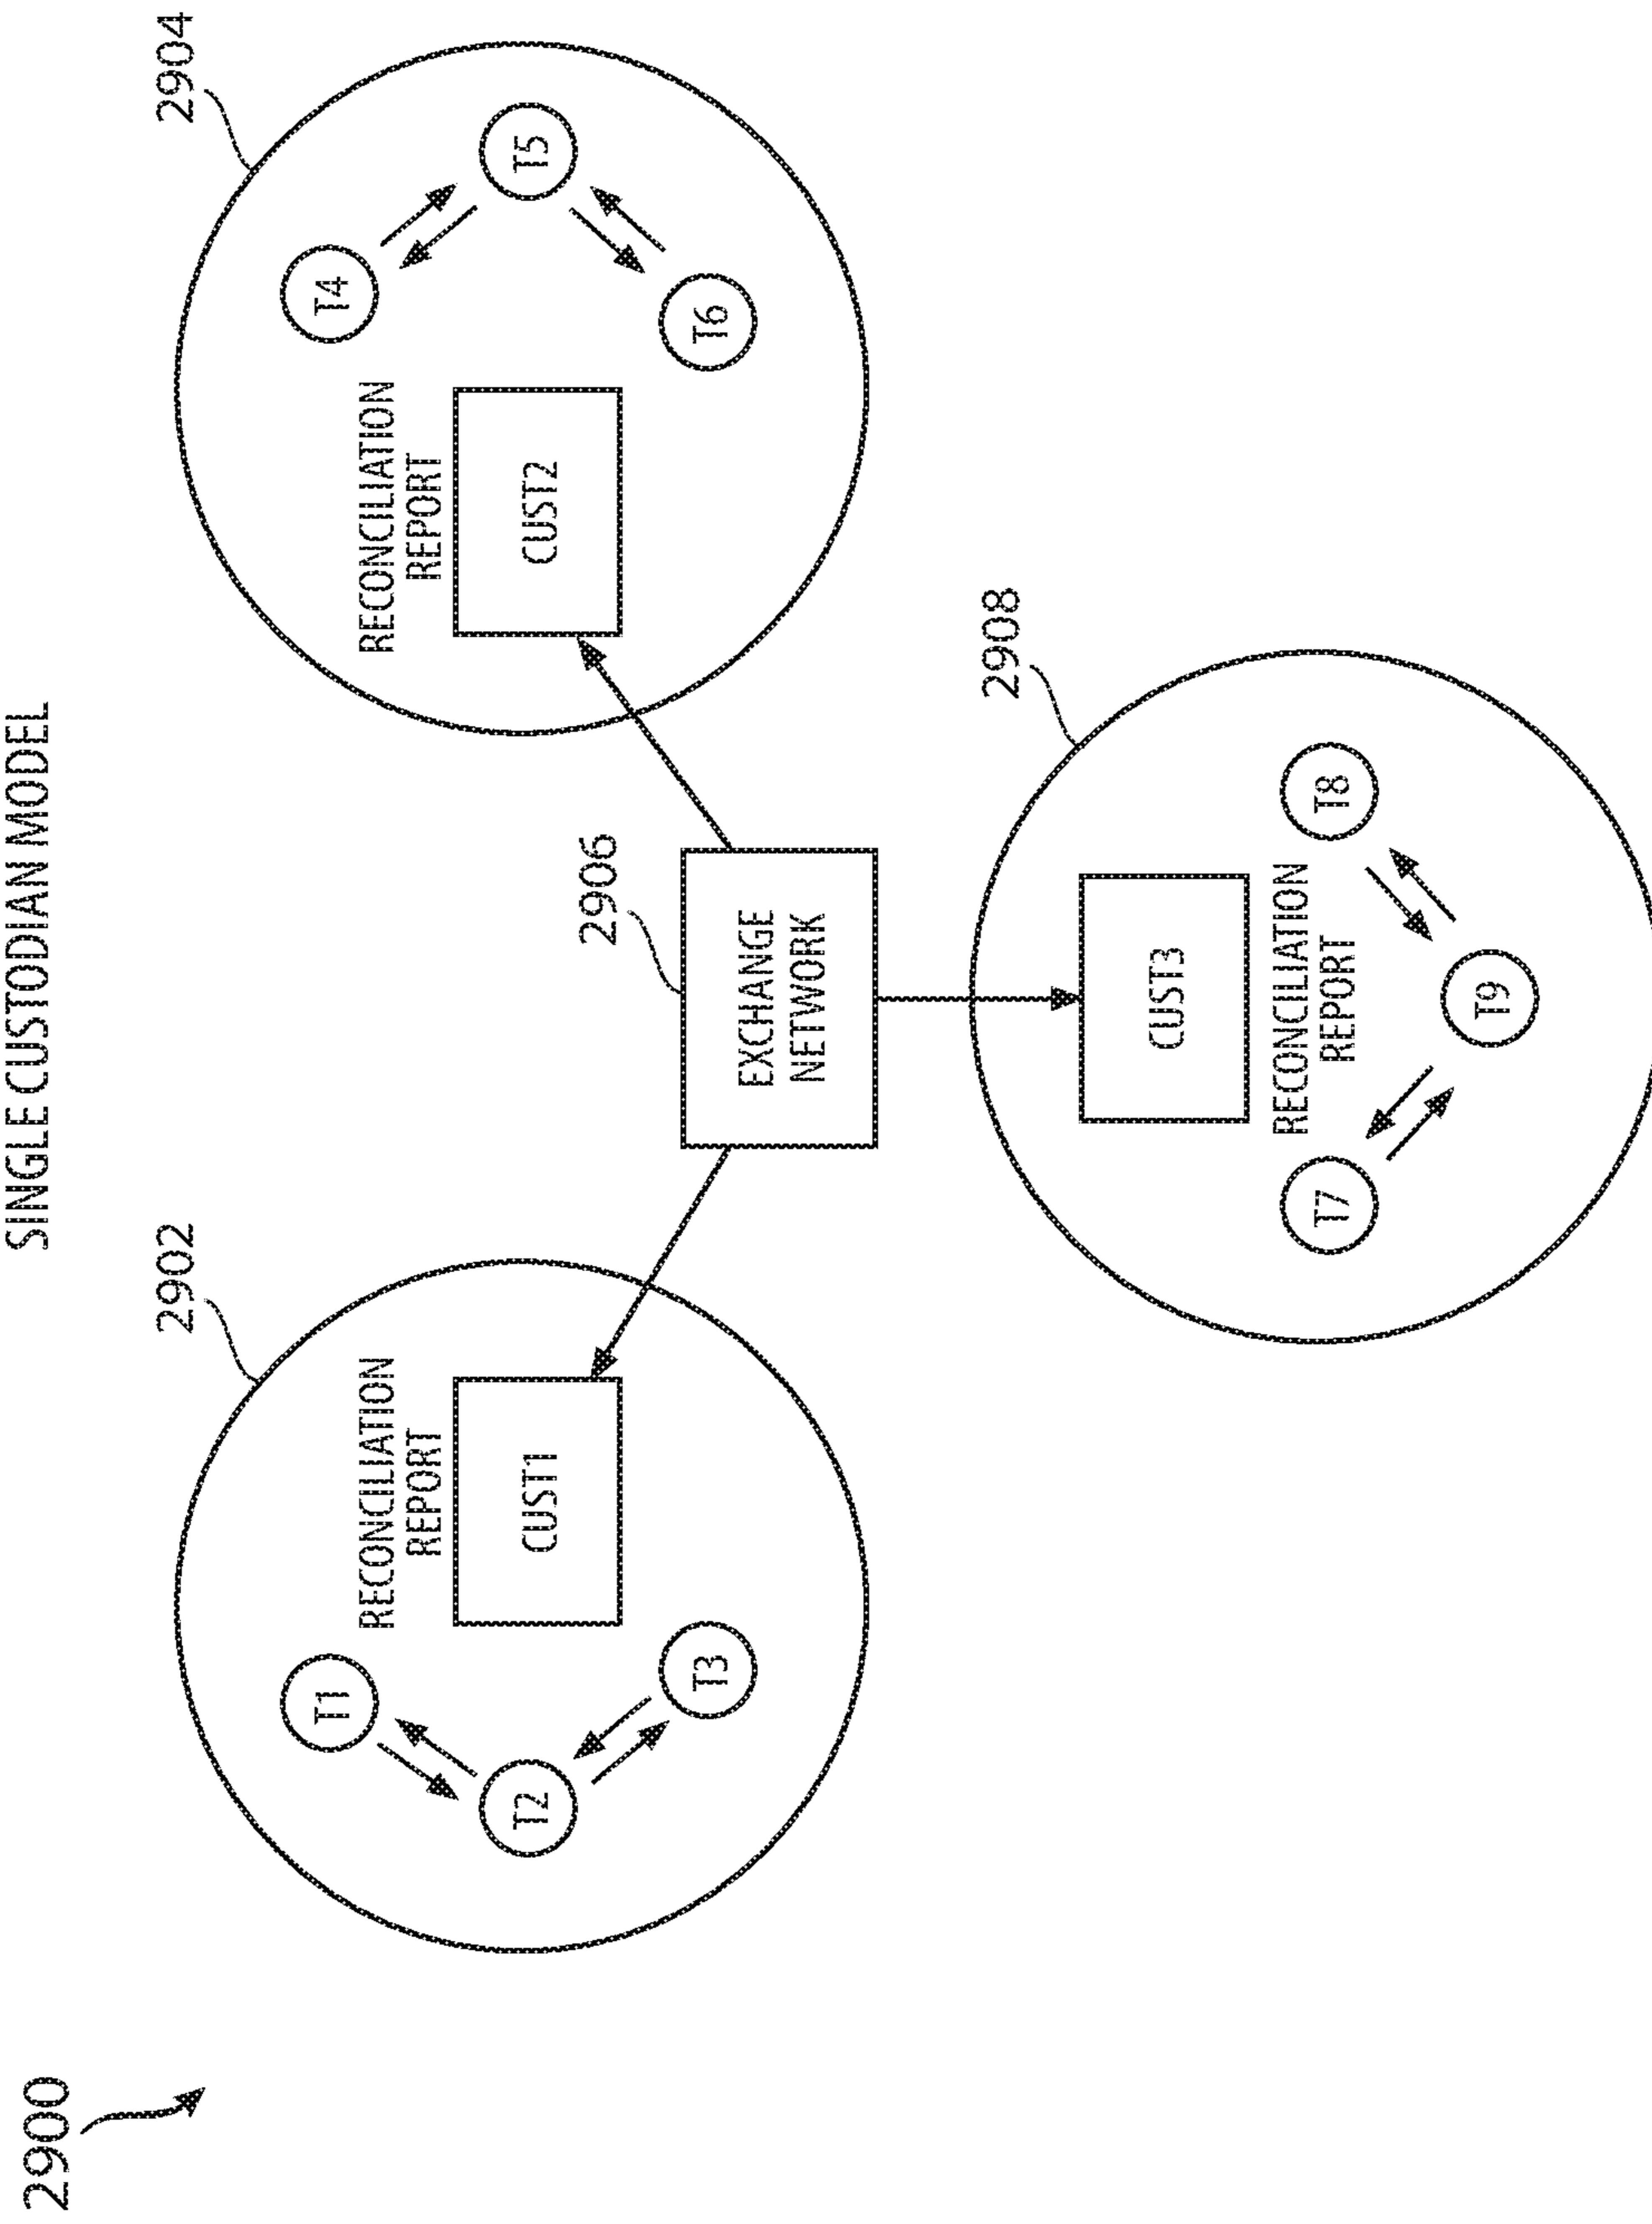 2900
SINGLE CUSTODIAN MODEL
2902
RECONCILIATION
REPORT
CUST1
T1
T2
T3
2904
RECONCILIATION
REPORT
CUST2
T4
T5
T6
2906
EXCHANGE
NETWORK
2908
CUST3
RECONCILIATION
REPORT
T7
T8
T9